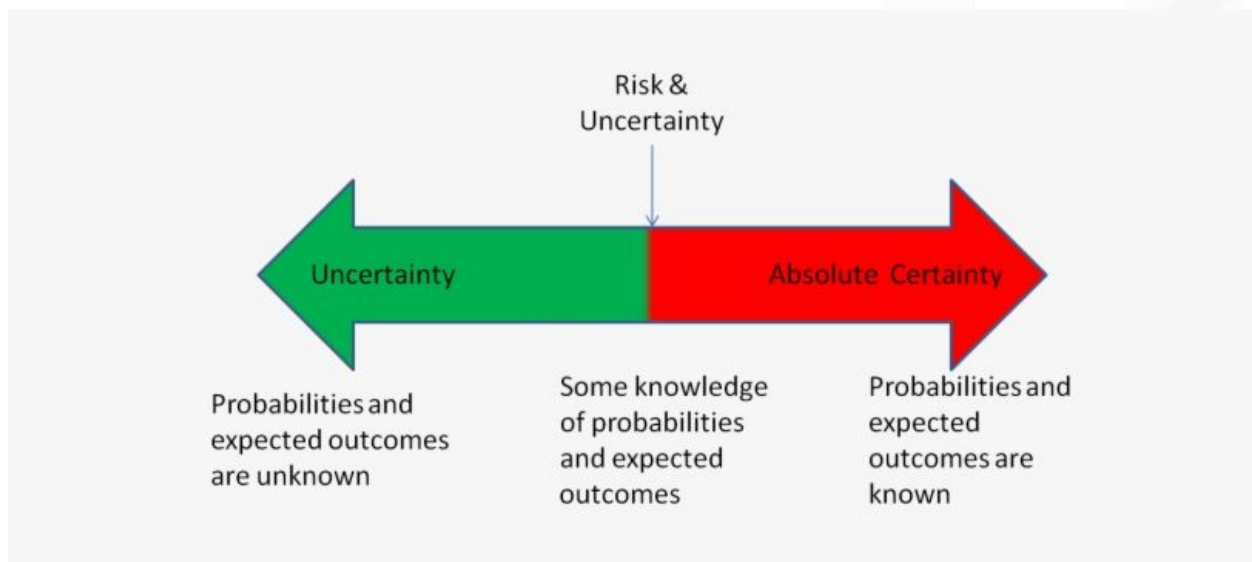 Risk &
Uncertainty
Uncertainty
Absolute Certainty
Probabilities and
expected outcomes
are unknown
Some knowledge
of probabilities
and expected
outcomes
Probabilities and
expected
outcomes are
known